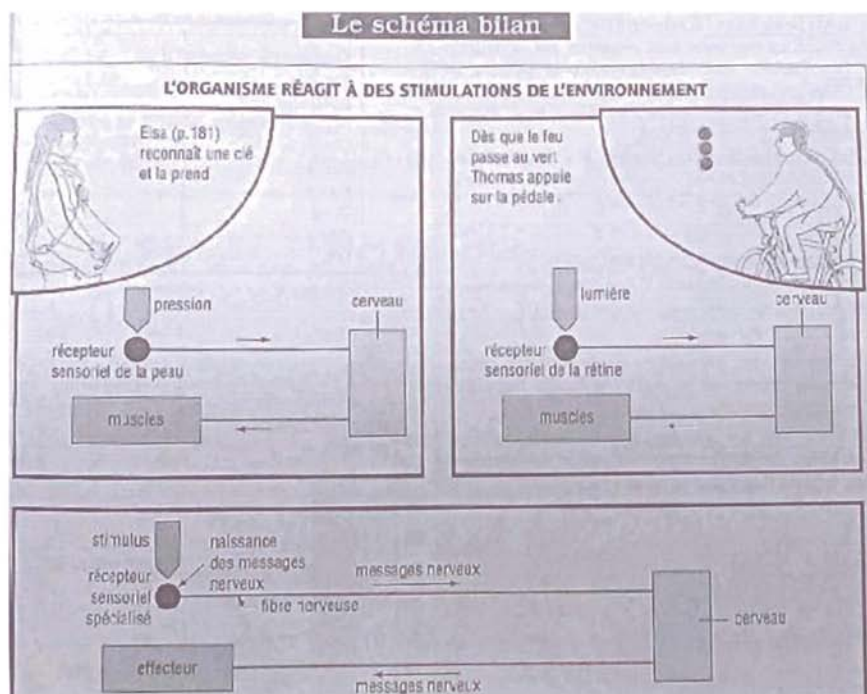 Le schéma bilan
L'ORGANISME RÉAGIT À DES STIMULATIONS DE L'ENVIRONNEMENT
Elsa (p.181)
reconnaît une clé
et la prend
pression
cerveau
récepteur
sensoriel de la peau
muscles
Dès que le feu
passe au vert
Thomas appuie
sur la pédale
lumière
cerveau
récepteur
sensoriel de la rétine
muscles
stimulus
naissance
des messages
nerveux
récepteur
sensoriel
spécialisé
fibre nerveuse
messages nerveux
cerveau
effecteur
messages nerveux